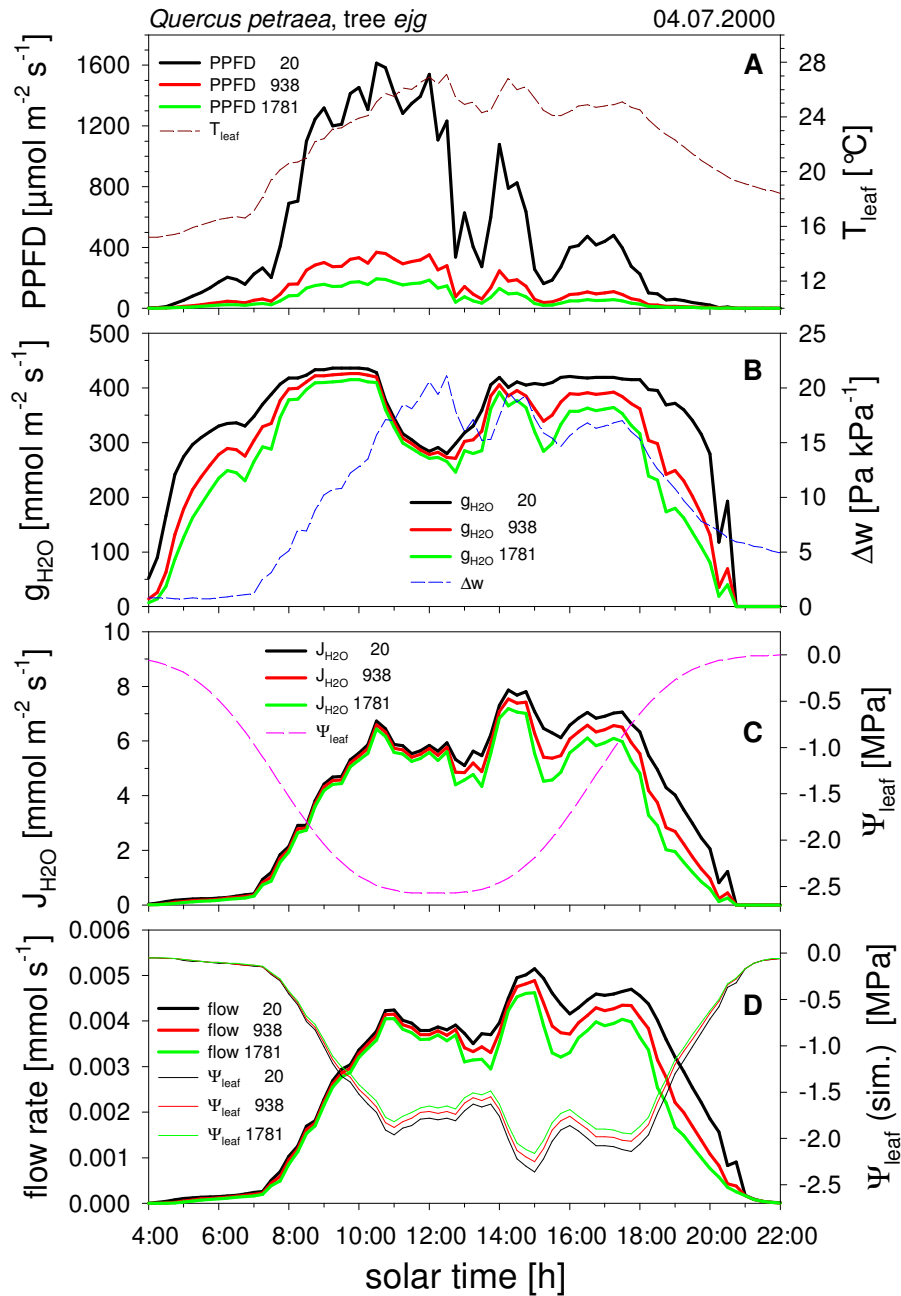 Quercus petraea, tree ejg 04.07.2000
A
PPFD 20
PPFD 938
PPFD 1781
T_leaf
PPFD [µmol m⁻² s⁻¹]
1600
1200
800
400
0
28
24
20
16
12
T_leaf [°C]
B
g_H2O [mmol m⁻² s⁻¹]
500
400
300
200
100
0
g_H2O 20
g_H2O 938
g_H2O 1781
Δw
25
20
15
10
5
0
Δw [Pa kPa⁻¹]
C
J_H2O [mmol m⁻² s⁻¹]
10
8
6
4
2
0
J_H2O 20
J_H2O 938
J_H2O 1781
Ψ_leaf
0.0
-0.5
-1.0
-1.5
-2.0
-2.5
Ψ_leaf [MPa]
D
flow rate [mmol s⁻¹]
0.006
0.005
0.004
0.003
0.002
0.001
0.000
flow 20
flow 938
flow 1781
Ψ_leaf 20
Ψ_leaf 938
Ψ_leaf 1781
0.0
-0.5
-1.0
-1.5
-2.0
-2.5
Ψ_leaf (sim.) [MPa]
4:00 6:00 8:00 10:00 12:00 14:00 16:00 18:00 20:00 22:00
solar time [h]